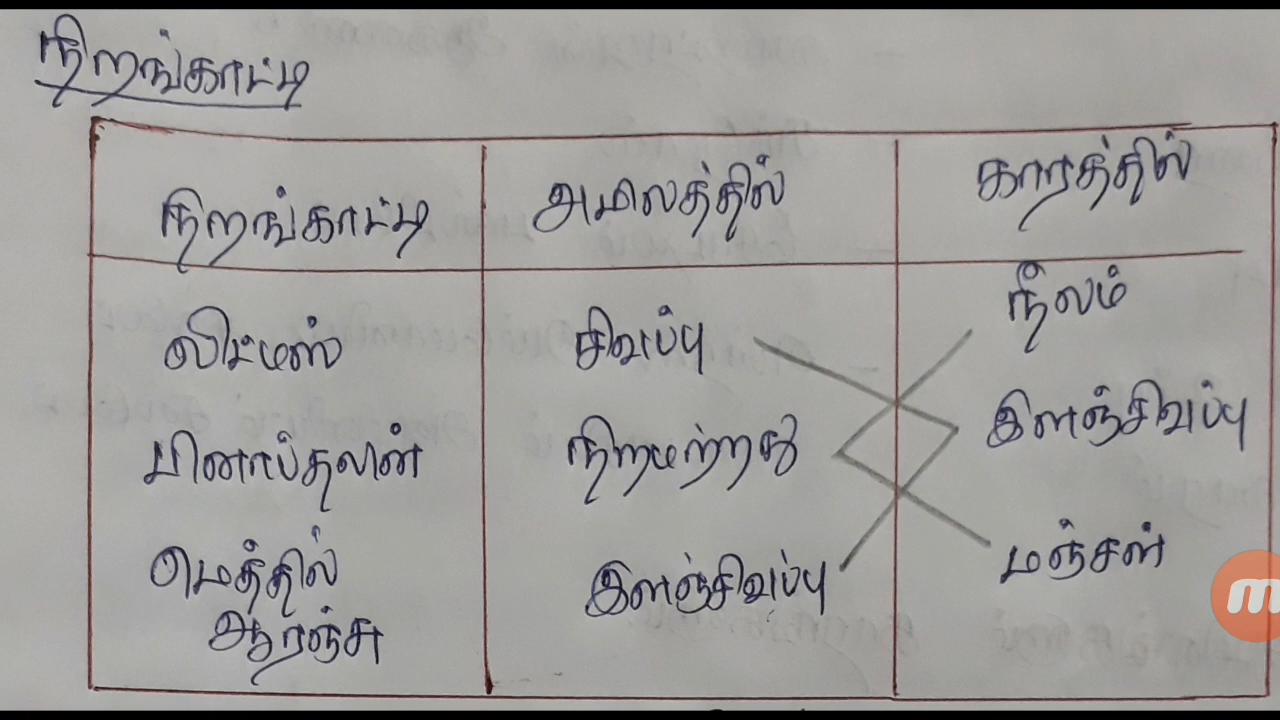 நிறங்காட்டி
நிறங்காட்டி அமிலத்தில் காரத்தில்
லிட்மஸ் சிவப்பு நீலம்
பினாப்தலின் நிறமற்றது இளஞ்சிவப்பு
மெத்தில் இளஞ்சிவப்பு மஞ்சள்
ஆரஞ்சு